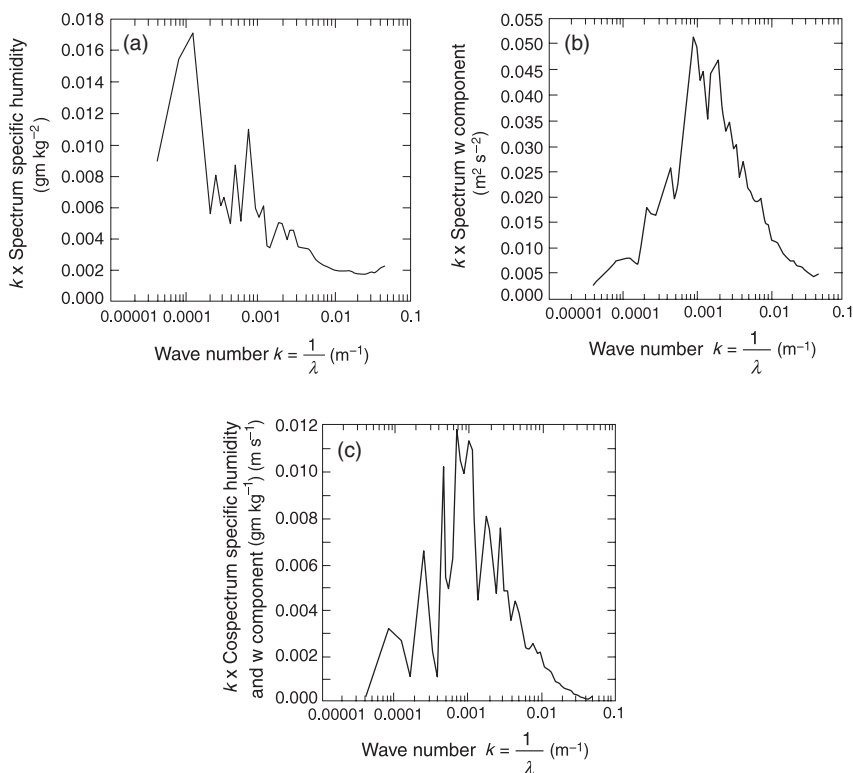 (a)
k x Spectrum specific humidity
(gm kg⁻²)
0.018
0.016
0.014
0.012
0.010
0.008
0.006
0.004
0.002
0.000
0.00001 0.0001 0.001 0.01 0.1
Wave number k = 1/λ (m⁻¹)
(b)
k x Spectrum w component
(m² s⁻²)
0.055
0.050
0.045
0.040
0.035
0.030
0.025
0.020
0.015
0.010
0.005
0.000
0.00001 0.0001 0.001 0.01 0.1
Wave number k = 1/λ (m⁻¹)
(c)
k x Cospectrum specific humidity
and w component (gm kg⁻¹) (m s⁻¹)
0.012
0.010
0.008
0.006
0.004
0.002
0.000
0.00001 0.0001 0.001 0.01 0.1
Wave number k = 1/λ (m⁻¹)